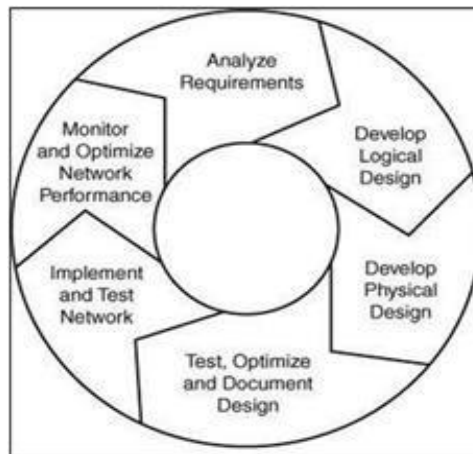 Analyze
Requirements
Develop
Logical
Design
Develop
Physical
Design
Test, Optimize
and Document
Design
Implement
and Test
Network
Monitor
and Optimize
Network
Performance